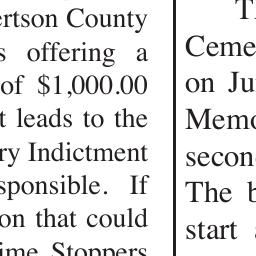 ertson County
s offering a
of $1,000.00
t leads to the
ry Indictment
sponsible. If
on that could
ime Stoppers
Th
Ceme
on Ju
Memo
secon
The b
start a